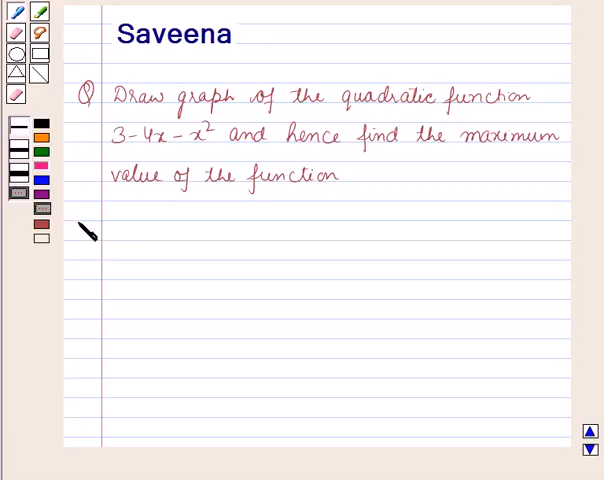 Saveena
Q Draw graph of the quadratic function
3-4x-x² and hence find the maximum
value of the function